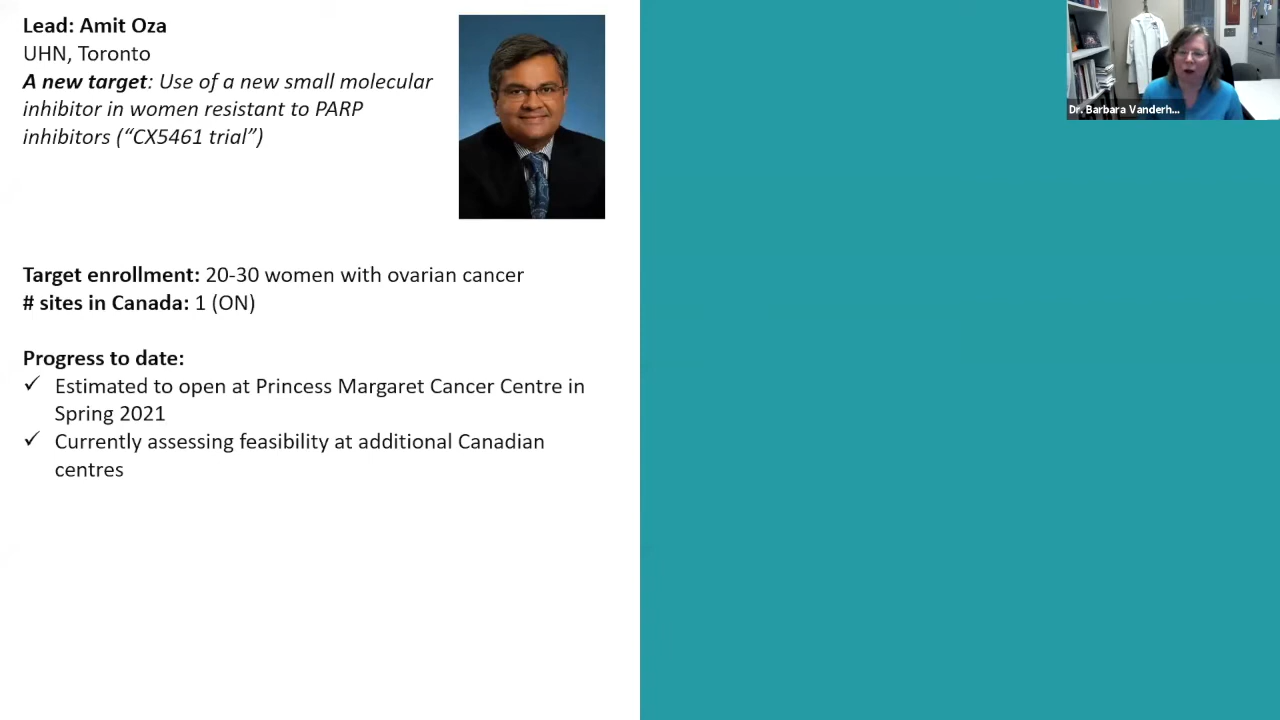 Lead: Amit Oza
UHN, Toronto
A new target: Use of a new small molecular
inhibitor in women resistant to PARP
inhibitors (“CX5461 trial”)
Dr. Barbara Vanderh...
Target enrollment: 20-30 women with ovarian cancer
# sites in Canada: 1 (ON)
Progress to date:
✓ Estimated to open at Princess Margaret Cancer Centre in
Spring 2021
✓ Currently assessing feasibility at additional Canadian
centres